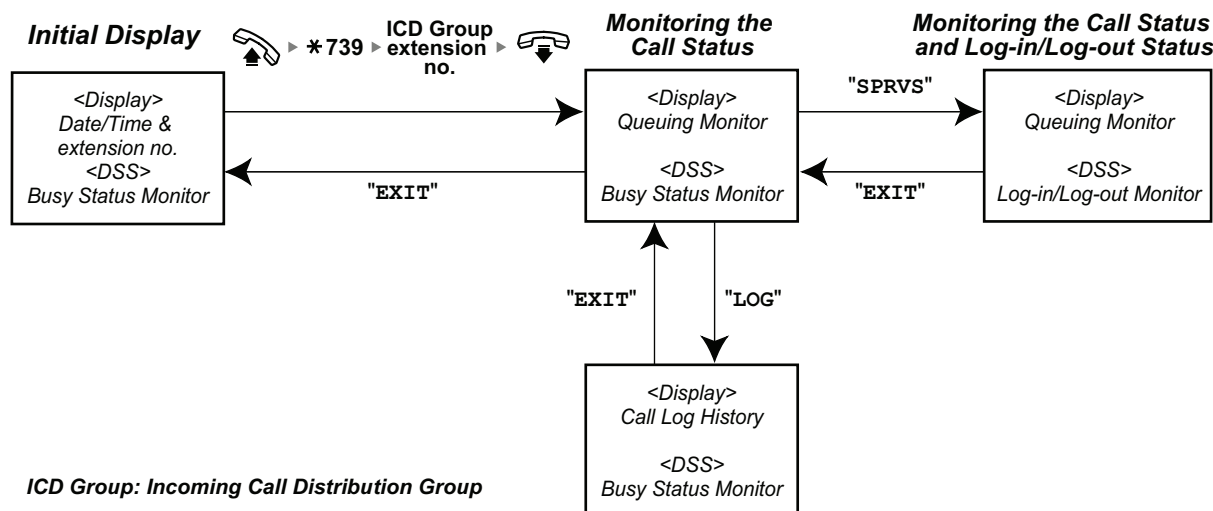 Initial Display
✱739
ICD Group
extension
no.
Monitoring the
Call Status
Monitoring the Call Status
and Log-in/Log-out Status
<Display>
Date/Time &
extension no.
<DSS>
Busy Status Monitor
"EXIT"
<Display>
Queuing Monitor
<DSS>
Busy Status Monitor
"SPRVS"
"EXIT"
<Display>
Queuing Monitor
<DSS>
Log-in/Log-out Monitor
"EXIT"
"LOG"
<Display>
Call Log History
<DSS>
Busy Status Monitor
ICD Group: Incoming Call Distribution Group